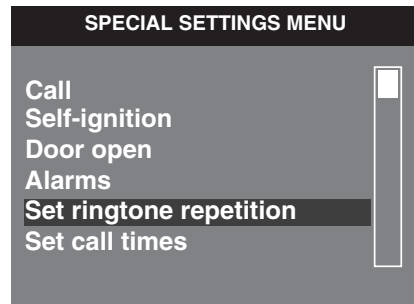 SPECIAL SETTINGS MENU
Call
Self-ignition
Door open
Alarms
Set ringtone repetition
Set call times